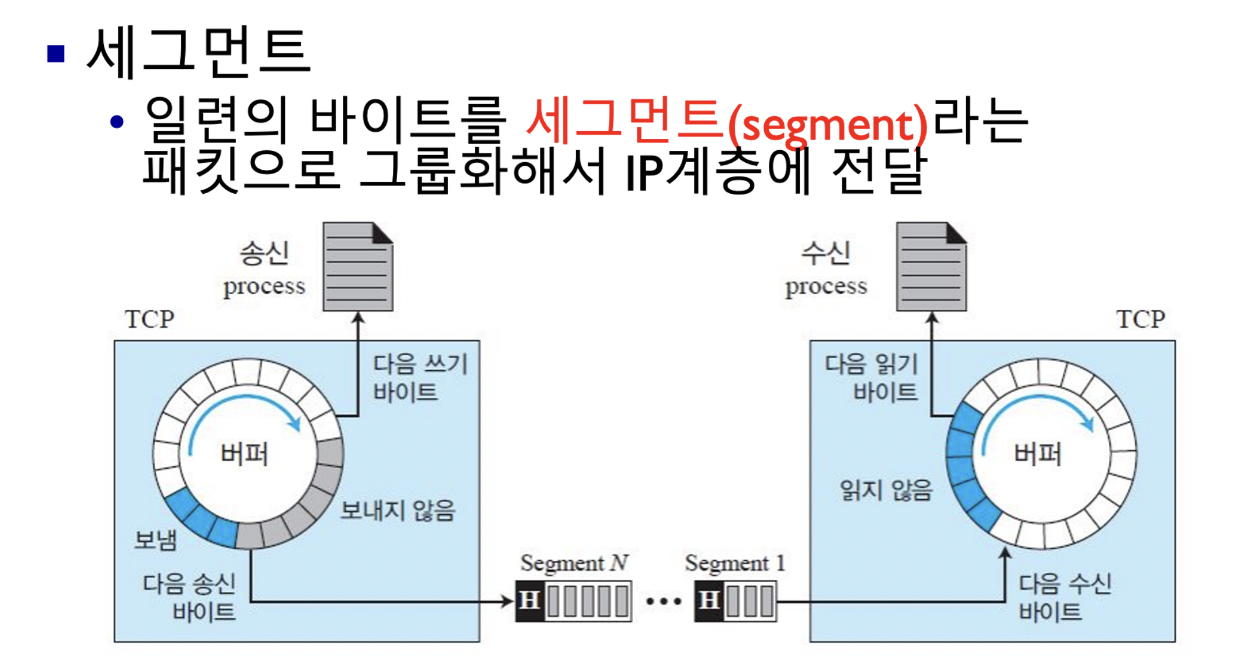 세그먼트
일련의 바이트를 세그먼트(segment)라는
패킷으로 그룹화해서 IP계층에 전달
송신
process
수신
process
TCP
TCP
다음 쓰기
바이트
다음 읽기
바이트
버퍼
버퍼
보내지 않음
읽지 않음
보냄
다음 송신
바이트
Segment N
Segment 1
H
•••
H
다음 수신
바이트